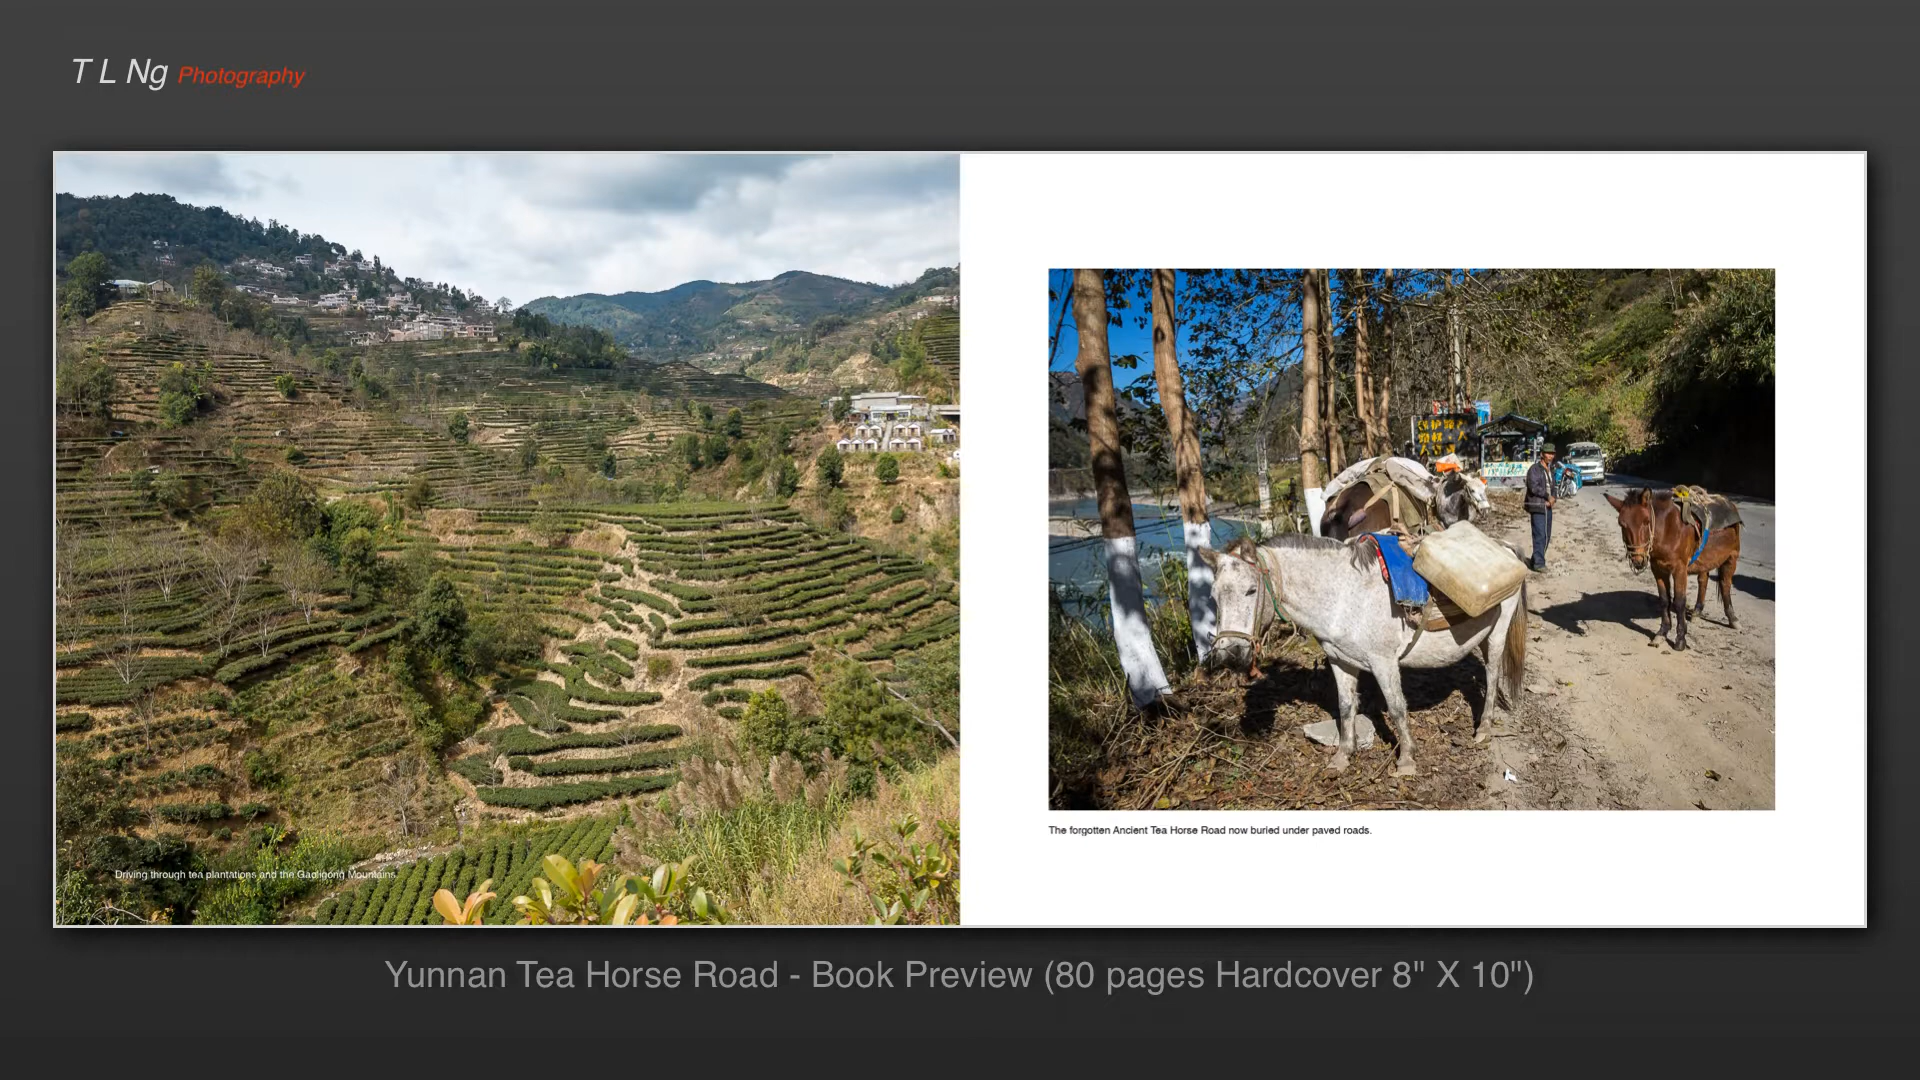 T L Ng Photography
Driving through tea plantations and the Gaoligong Mountains.
The forgotten Ancient Tea Horse Road now buried under paved roads.
Yunnan Tea Horse Road - Book Preview (80 pages Hardcover 8" X 10")